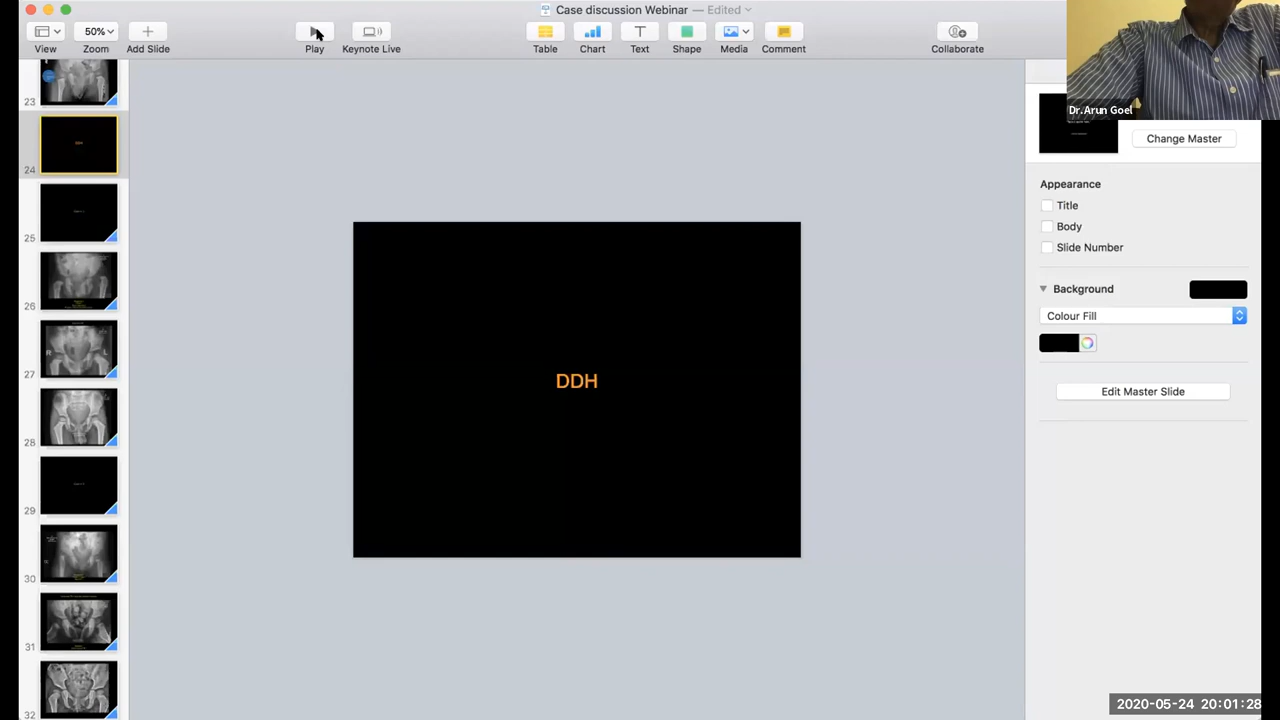 Case discussion Webinar — Edited
50%
View
Zoom
Add Slide
Play
Keynote Live
Table
Chart
Text
Shape
Media
Comment
Collaborate
Dr.Arun Goel
23
24
25
26
27
R
L
28
29
30
31
32
DDH
Change Master
Appearance
Title
Body
Slide Number
Background
Colour Fill
Edit Master Slide
2020-05-24 20:01:28